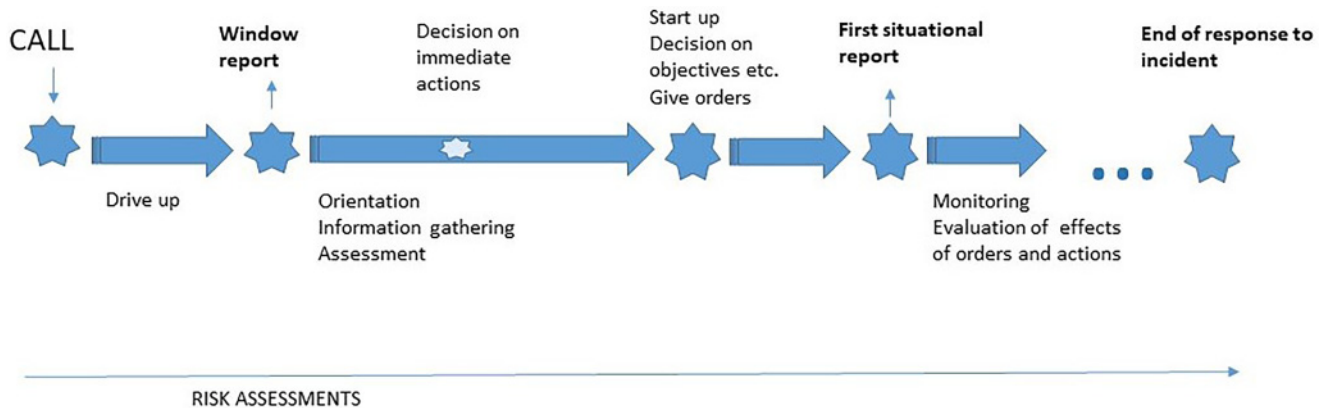 CALL
Window
report
Decision on
immediate
actions
Start up
Decision on
objectives etc.
Give orders
First situational
report
End of response to
incident
Drive up
Orientation
Information gathering
Assessment
Monitoring
Evaluation of effects
of orders and actions
RISK ASSESSMENTS